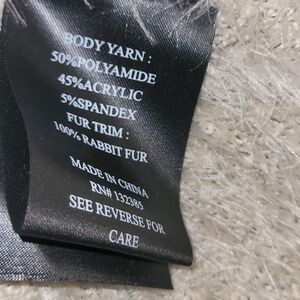 BODY YARN :
50%POLYAMIDE
45%ACRYLIC
5%SPANDEX
FUR TRIM :
100% RABBIT FUR
MADE IN CHINA
RN# 132385
SEE REVERSE FOR
CARE